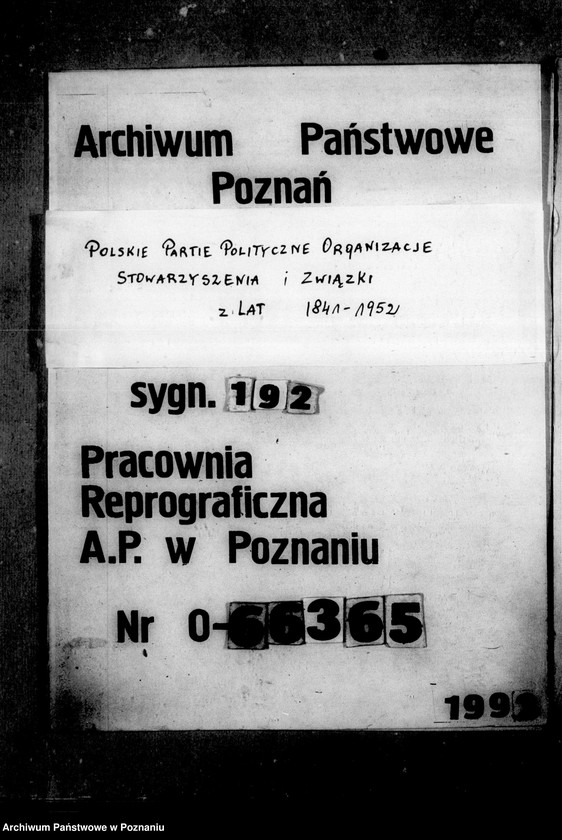 Archiwum Państwowe
Poznań
POLSKIE PARTIE POLITYCZNE ORGANIZACJE
STOWARZYSZENIA i ZWIĄZKI
z LAT 1841-1952
sygn. 192
Pracownia
Reprograficzna
A.P. w Poznaniu
Nr O-66365
Archiwum Państwowe w Poznaniu